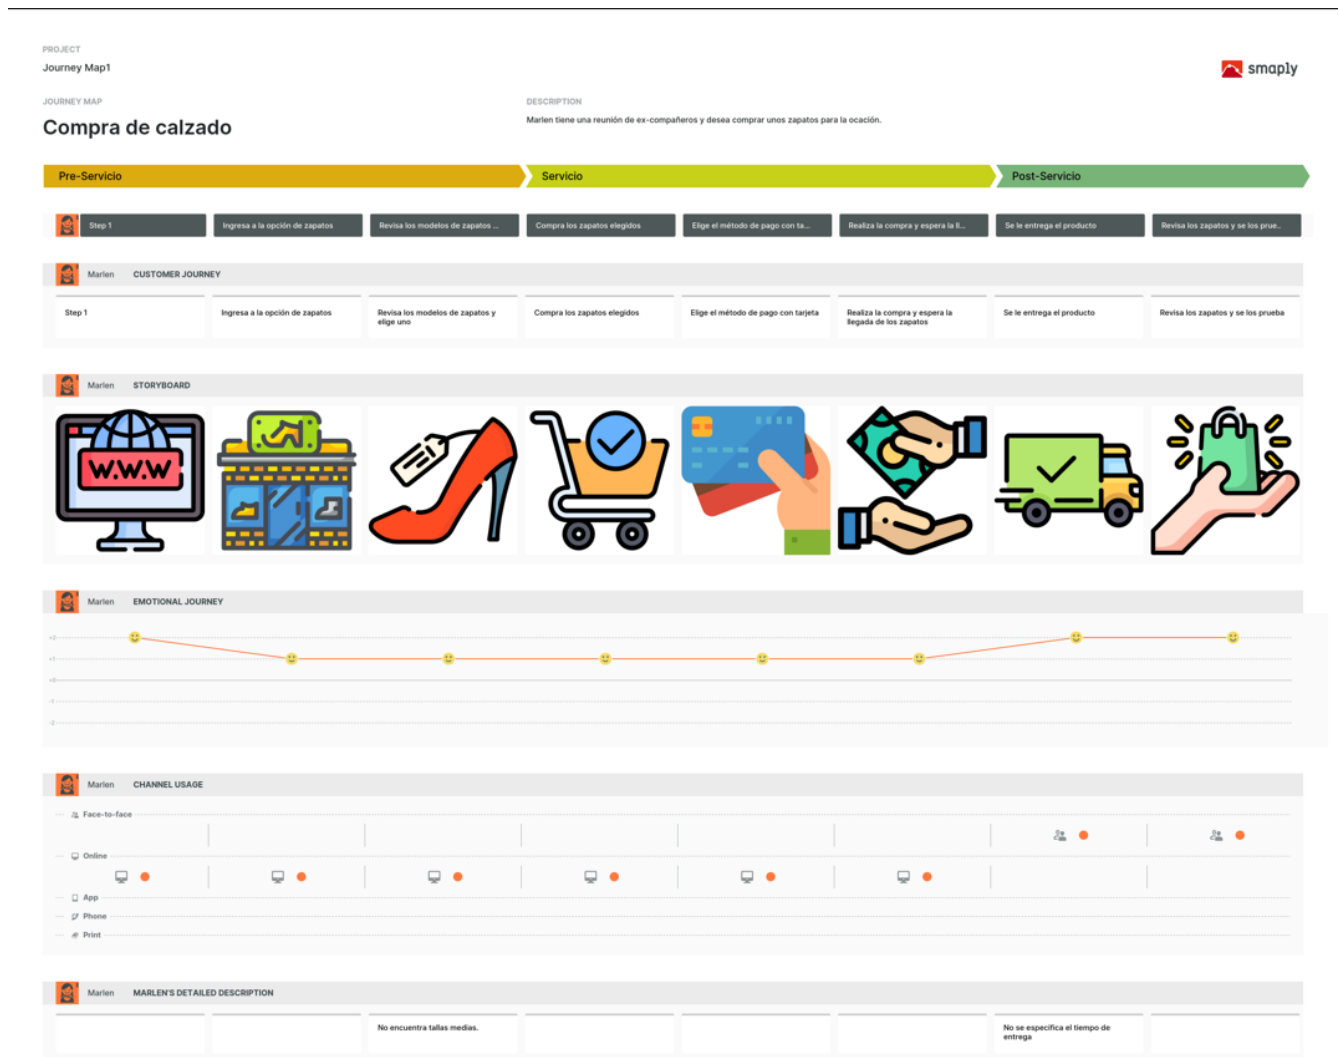 PROJECT
Journey Map1
smaply
JOURNEY MAP
DESCRIPTION
Compra de calzado
Marlen tiene una reunión de ex-compañeros y desea comprar unos zapatos para la ocación.
Pre-Servicio
Servicio
Post-Servicio
Step 1
Ingresa a la opción de zapatos
Revisa los modelos de zapatos ...
Compra los zapatos elegidos
Elige el método de pago con ta...
Realiza la compra y espera la ll...
Se le entrega el producto
Revisa los zapatos y se los prue..
Marlen CUSTOMER JOURNEY
Step 1
Ingresa a la opción de zapatos
Revisa los modelos de zapatos y
elige uno
Compra los zapatos elegidos
Elige el método de pago con tarjeta
Realiza la compra y espera la
llegada de los zapatos
Se le entrega el producto
Revisa los zapatos y se los prueba
Marlen STORYBOARD
W.W.W
Marlen EMOTIONAL JOURNEY
+2
+1
+0
-1
-2
Marlen CHANNEL USAGE
Face-to-face
Online
App
Phone
Print
Marlen MARLEN'S DETAILED DESCRIPTION
No encuentra tallas medias.
No se especifica el tiempo de
entrega